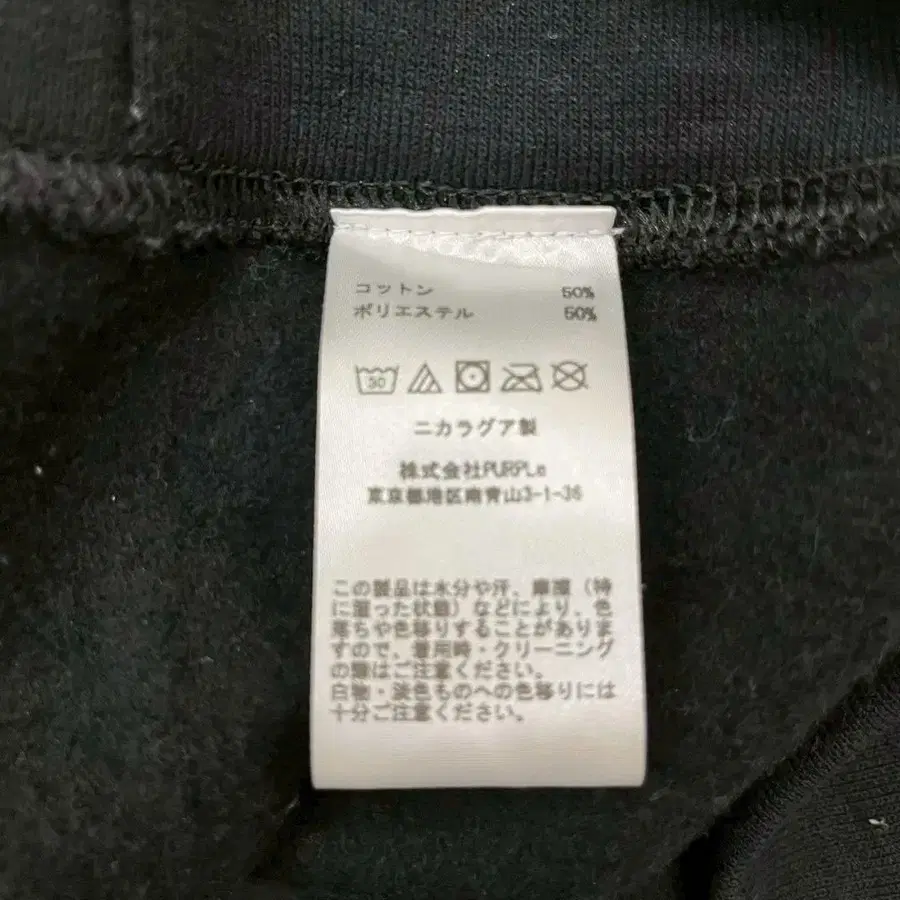 コットン 50%
ポリエステル 50%
30
ニカラグア製
株式会社PURPLe
東京都港区南青山3-1-36
この製品は水分や汗、摩擦（特
に湿った状態）などにより、色
落ちや色移りすることがありま
すので、着用時・クリーニング
の際はご注意ください。
白物・淡色ものへの色移りには
十分ご注意ください。